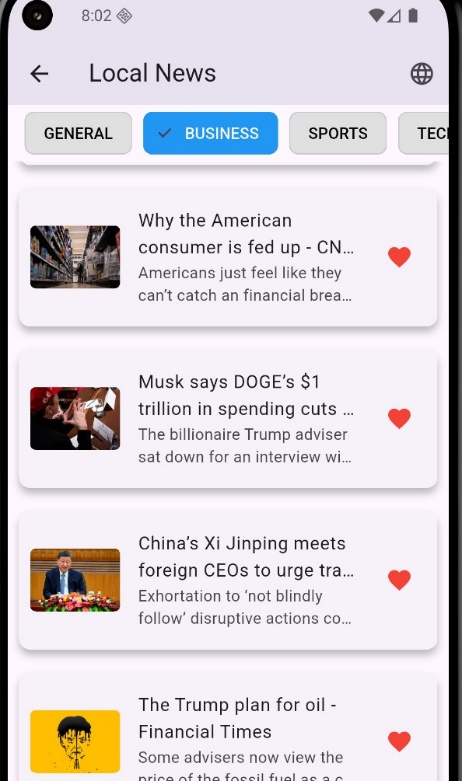 8:02
Local News
GENERAL
BUSINESS
SPORTS
TECH
Why the American
consumer is fed up - CN...
Americans just feel like they
can't catch an financial brea...
Musk says DOGE's $1
trillion in spending cuts ...
The billionaire Trump adviser
sat down for an interview wi...
China's Xi Jinping meets
foreign CEOs to urge tra...
Exhortation to 'not blindly
follow' disruptive actions co...
The Trump plan for oil -
Financial Times
Some advisers now view the
price of the fossil fuel as a c